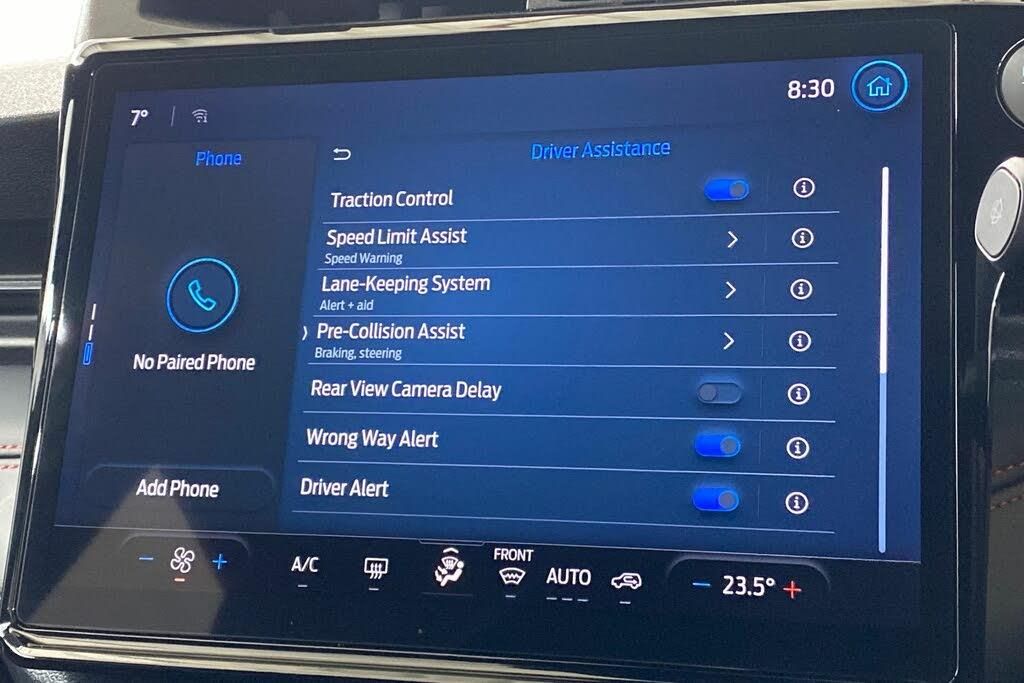 7°
8:30
Phone
Driver Assistance
Traction Control
Speed Limit Assist
Speed Warning
Lane-Keeping System
Alert + aid
Pre-Collision Assist
Braking, steering
Rear View Camera Delay
Wrong Way Alert
Driver Alert
No Paired Phone
Add Phone
A/C
FRONT
AUTO
23.5°